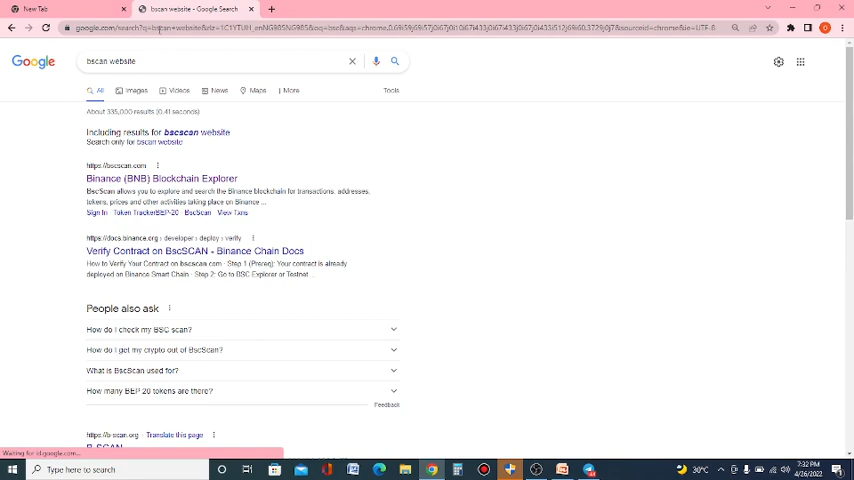 New Tab
bscan website - Google Search
bscan website
Google
All
Images
Videos
News
Maps
More
Tools
About 335,000 results (0.41 seconds)
Including results for bscscan website
Search only for bscan website
https://bscscan.com
Binance (BNB) Blockchain Explorer
BscScan allows you to explore and search the Binance blockchain for transactions, addresses,
tokens, prices and other activities taking place on Binance ...
Sign In · Token TrackerBEP-20 · BscScan · View Txns
https://docs.binance.org › developer › deploy › verify
Verify Contract on BscSCAN - Binance Chain Docs
How to Verify Your Contract on bscscan.com · Step 1 (Prereq): Your contract is already
deployed on Binance Smart Chain · Step 2: Go to BSC Explorer or Testnet ...
People also ask
How do I check my BSC scan?
How do I get my crypto out of BscScan?
What is BscScan used for?
How many BEP 20 tokens are there?
Feedback
https://b-scan.org · Translate this page
B-SCAN
Waiting for id.google.com...
Type here to search
30°C
7:32 PM
4/26/2022